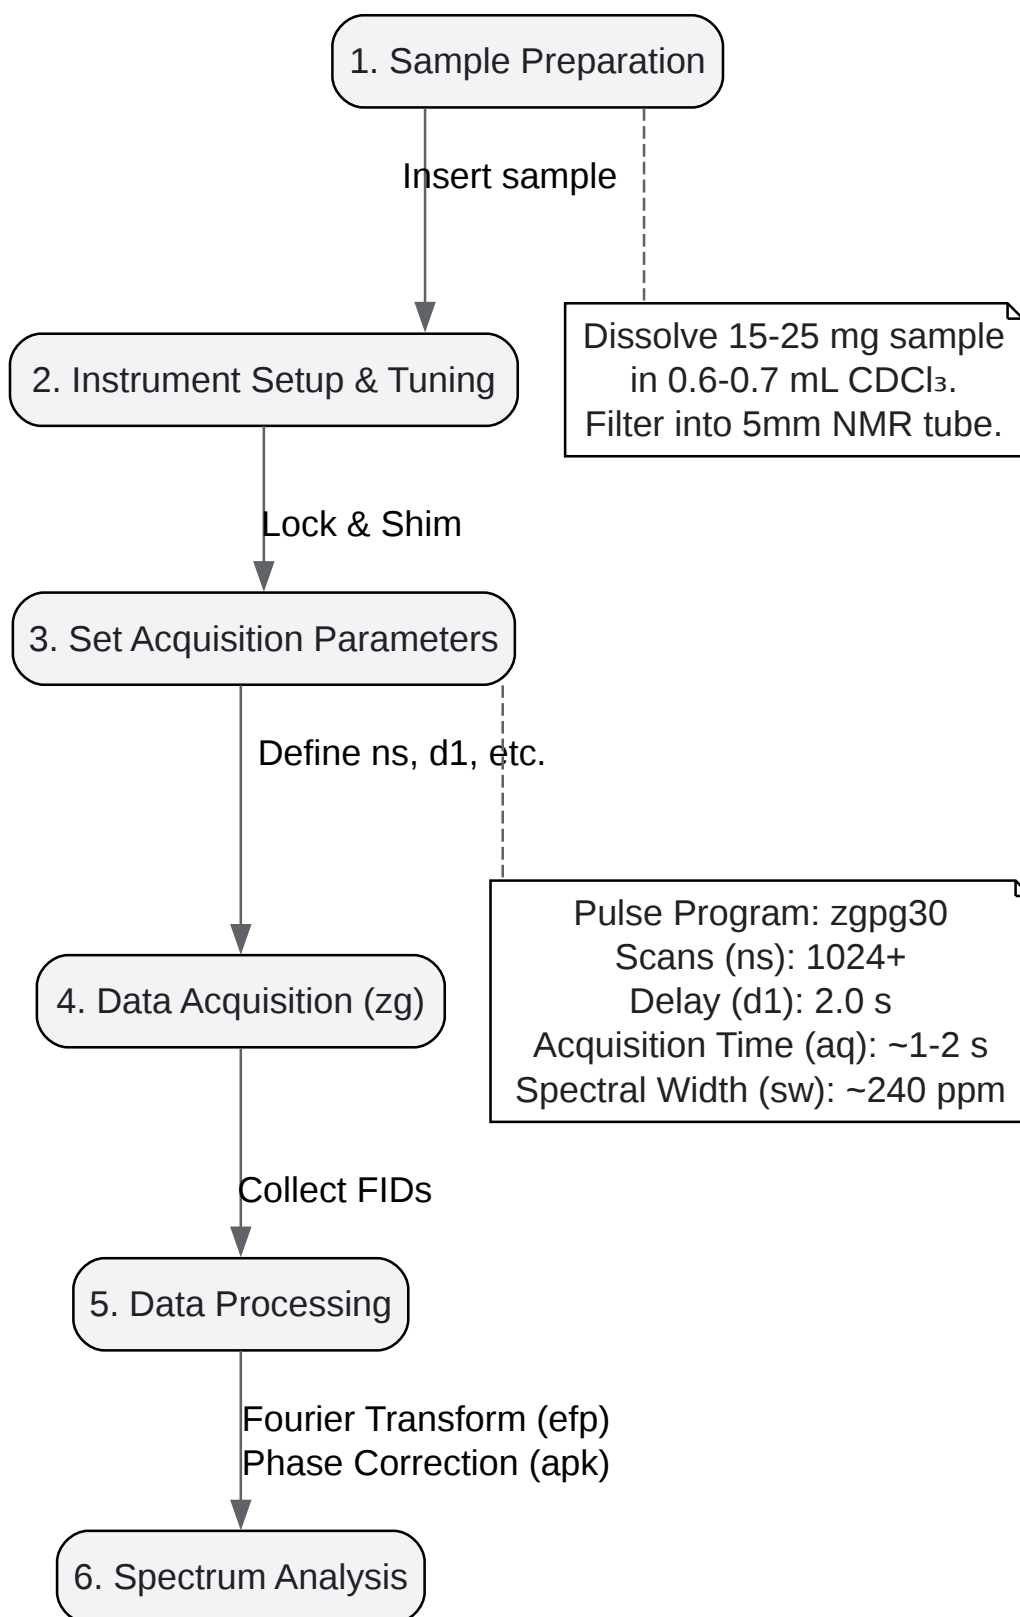 1. Sample Preparation
Insert sample
Dissolve 15-25 mg sample
in 0.6-0.7 mL CDCl₃.
Filter into 5mm NMR tube.
2. Instrument Setup & Tuning
Lock & Shim
3. Set Acquisition Parameters
Define ns, d1, etc.
Pulse Program: zgpg30
Scans (ns): 1024+
Delay (d1): 2.0 s
Acquisition Time (aq): ~1-2 s
Spectral Width (sw): ~240 ppm
4. Data Acquisition (zg)
Collect FIDs
5. Data Processing
Fourier Transform (efp)
Phase Correction (apk)
6. Spectrum Analysis